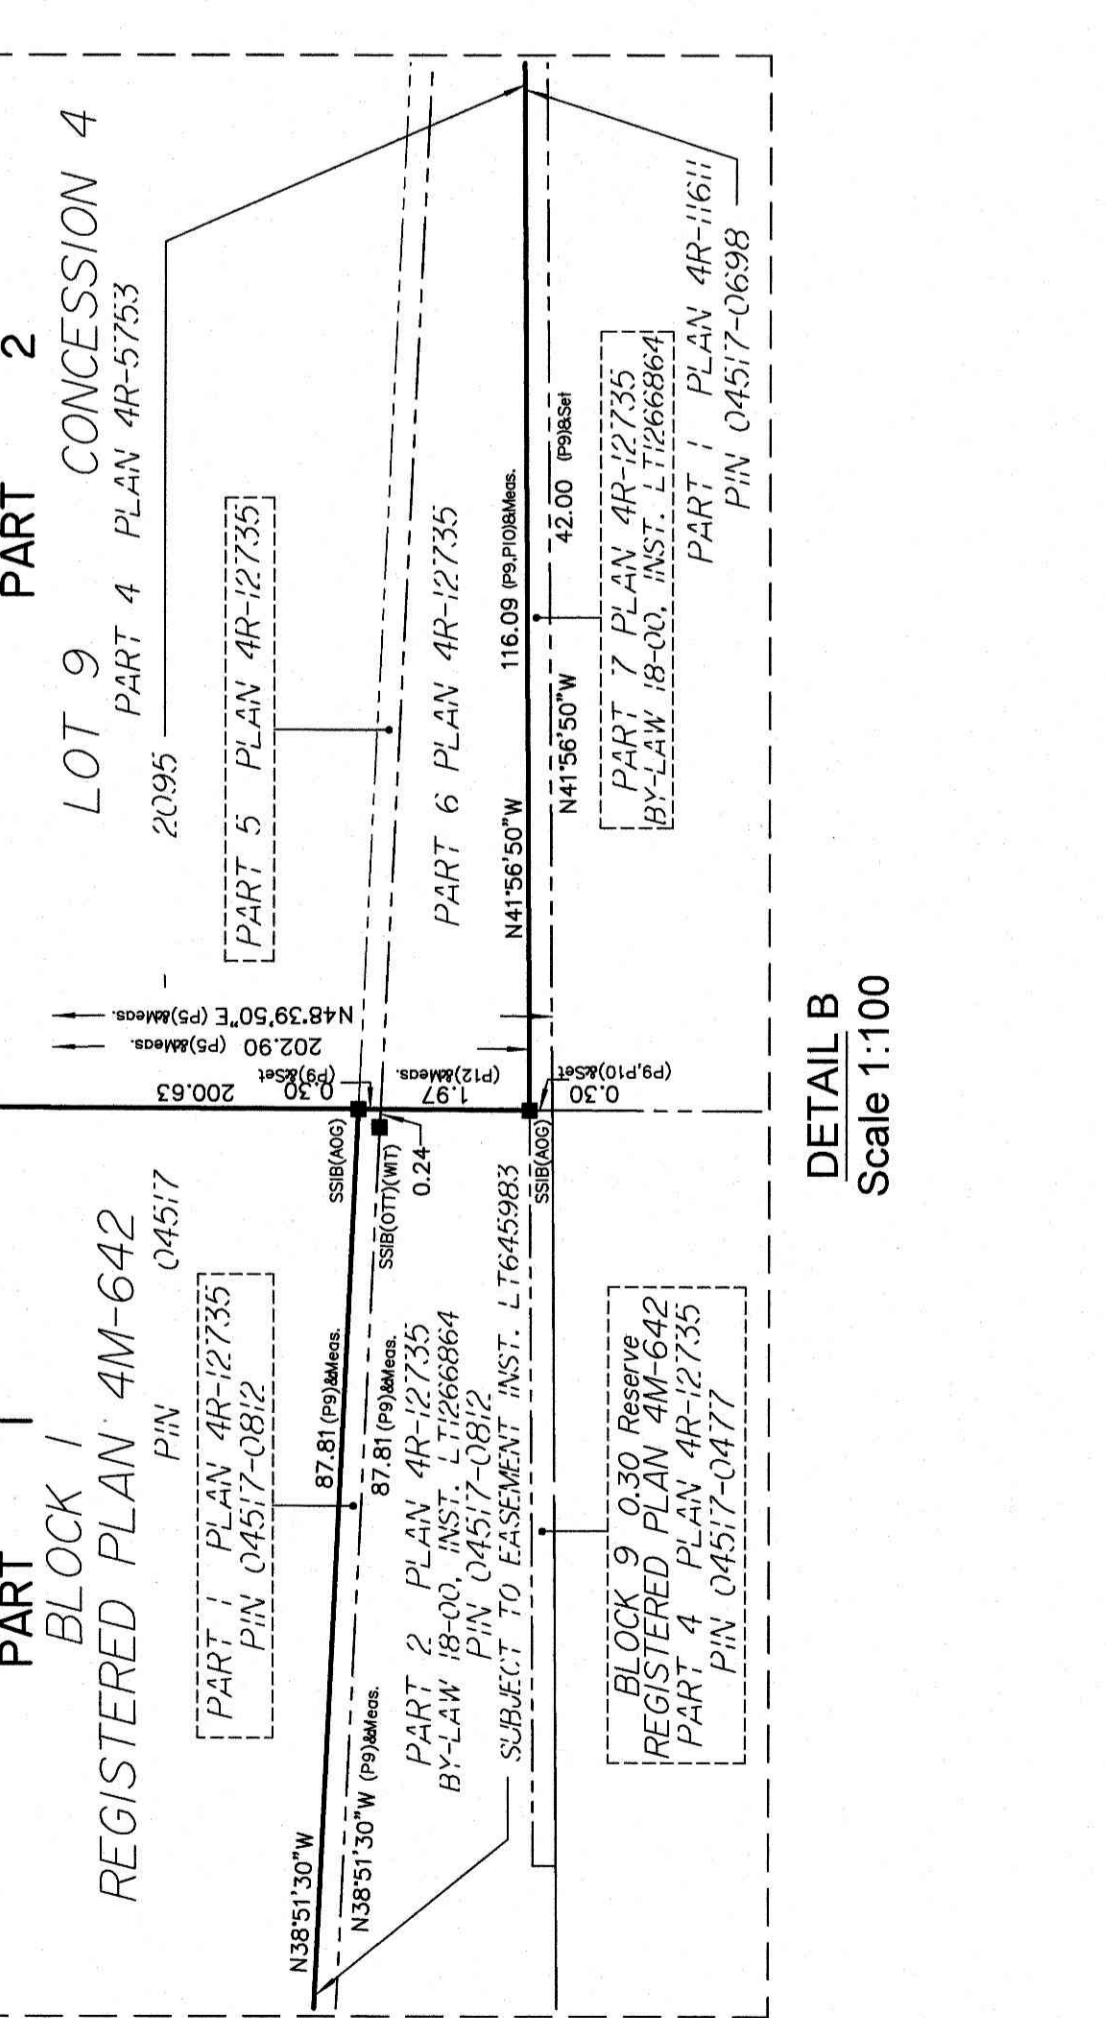 PART 1
BLOCK 1
REGISTERED PLAN 4M-642
PIN 04517
2095
PART 1 PLAN 4R-12735
PIN 04517-0812
N38°51'30"W
87.81 (P9)&Meas.
N38°51'30"W (P9)&Meas.
87.81 (P9)&Meas.
PART 2 PLAN 4R-12735
BY-LAW 18-00, INST. LT1266864
PIN 04517-0812
SUBJECT TO EASEMENT INST. LT645983
BLOCK 9 0.30 Reserve
REGISTERED PLAN 4M-642
PART 4 PLAN 4R-12735
PIN 04517-0477
SSIB(AOG)
SSIB(OTT)(WIT)
0.24
SSIB(AOG)
N48°39'50"E (P5)&Meas.
202.90 (P5)&Meas.
200.63
0.30
(P9)&Set
1.97
(P12)&Meas.
0.30
(P9,P10)&Set
PART 2
LOT 9 CONCESSION 4
PART 4 PLAN 4R-5753
PART 5 PLAN 4R-12735
PART 6 PLAN 4R-12735
N41°56'50"W
116.09 (P9,P10)&Meas.
N41°56'50"W
42.00 (P9)&Set
PART 7 PLAN 4R-12735
BY-LAW 18-00, INST. LT1266864
PART 1 PLAN 4R-11611
PIN 04517-0698
DETAIL B
Scale 1:100